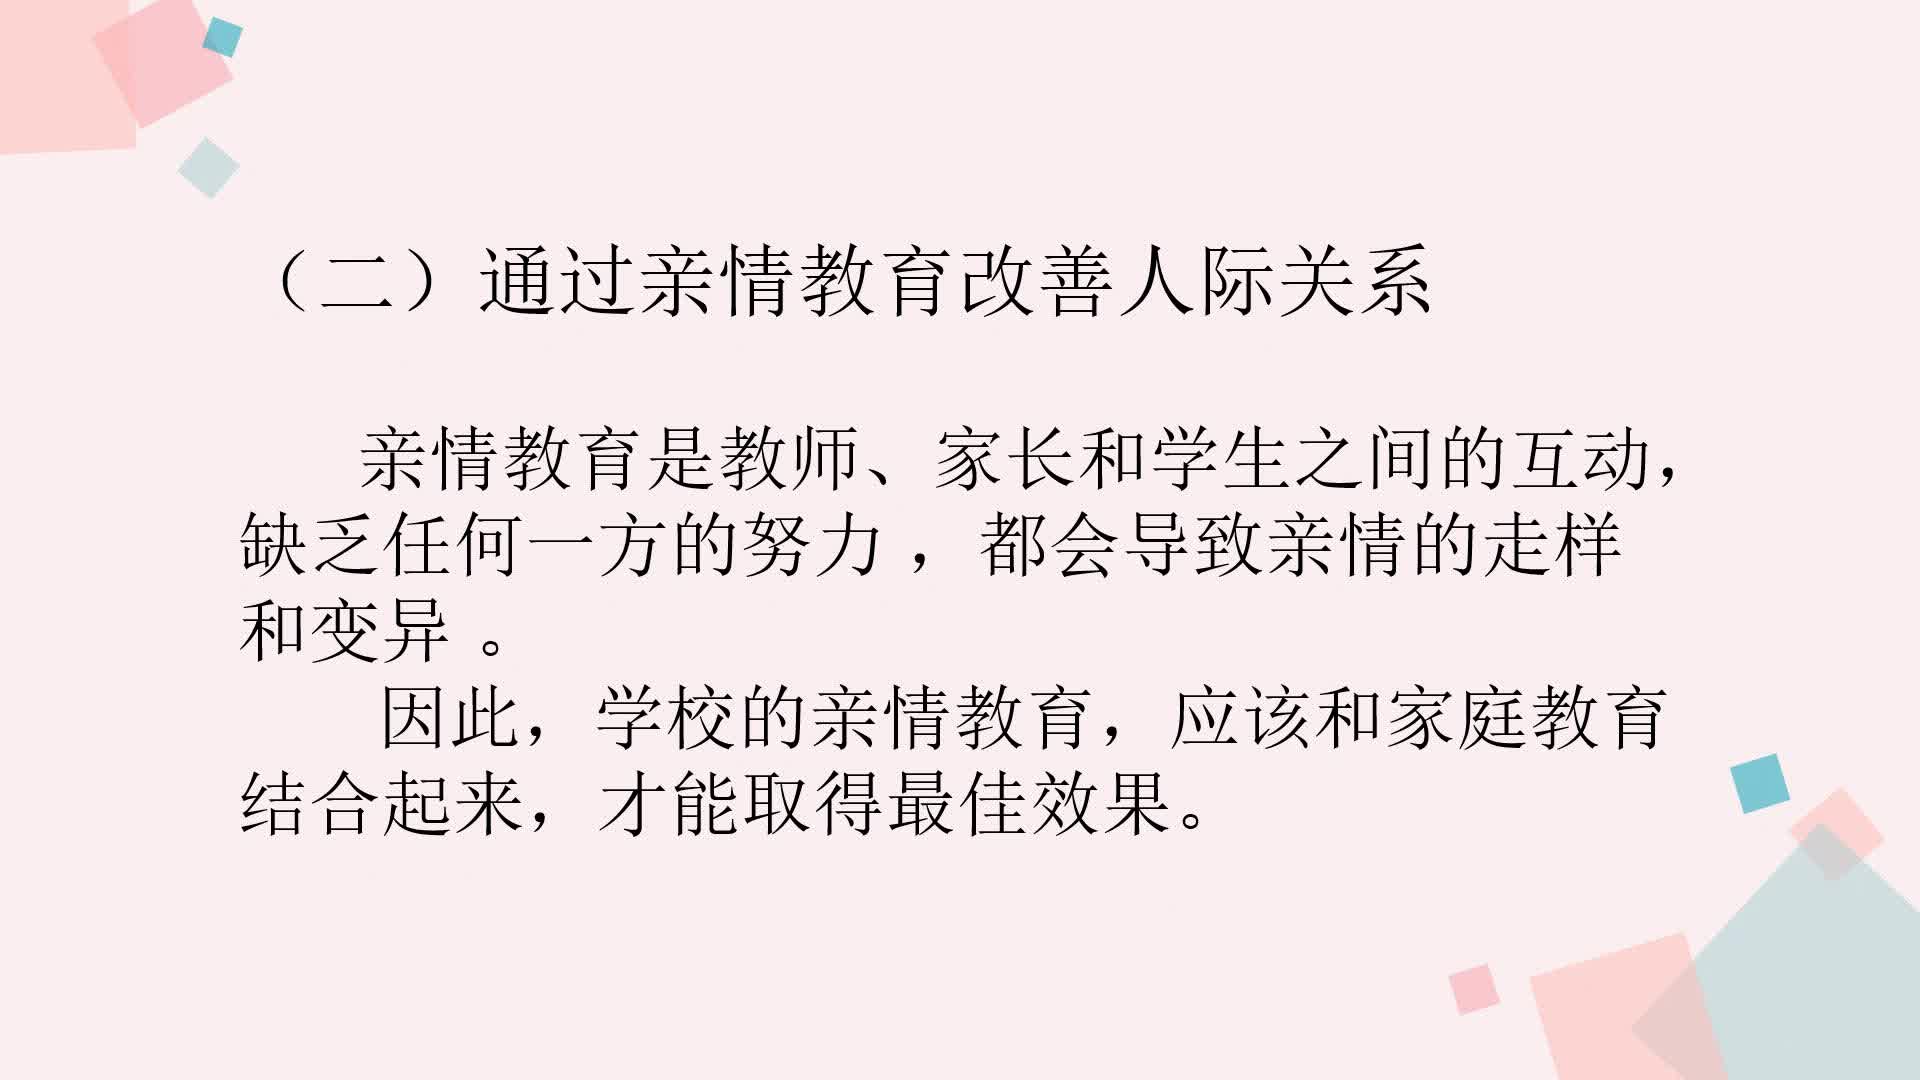 （二）通过亲情教育改善人际关系
亲情教育是教师、家长和学生之间的互动，
缺乏任何一方的努力，都会导致亲情的走样
和变异。
因此，学校的亲情教育，应该和家庭教育
结合起来，才能取得最佳效果。